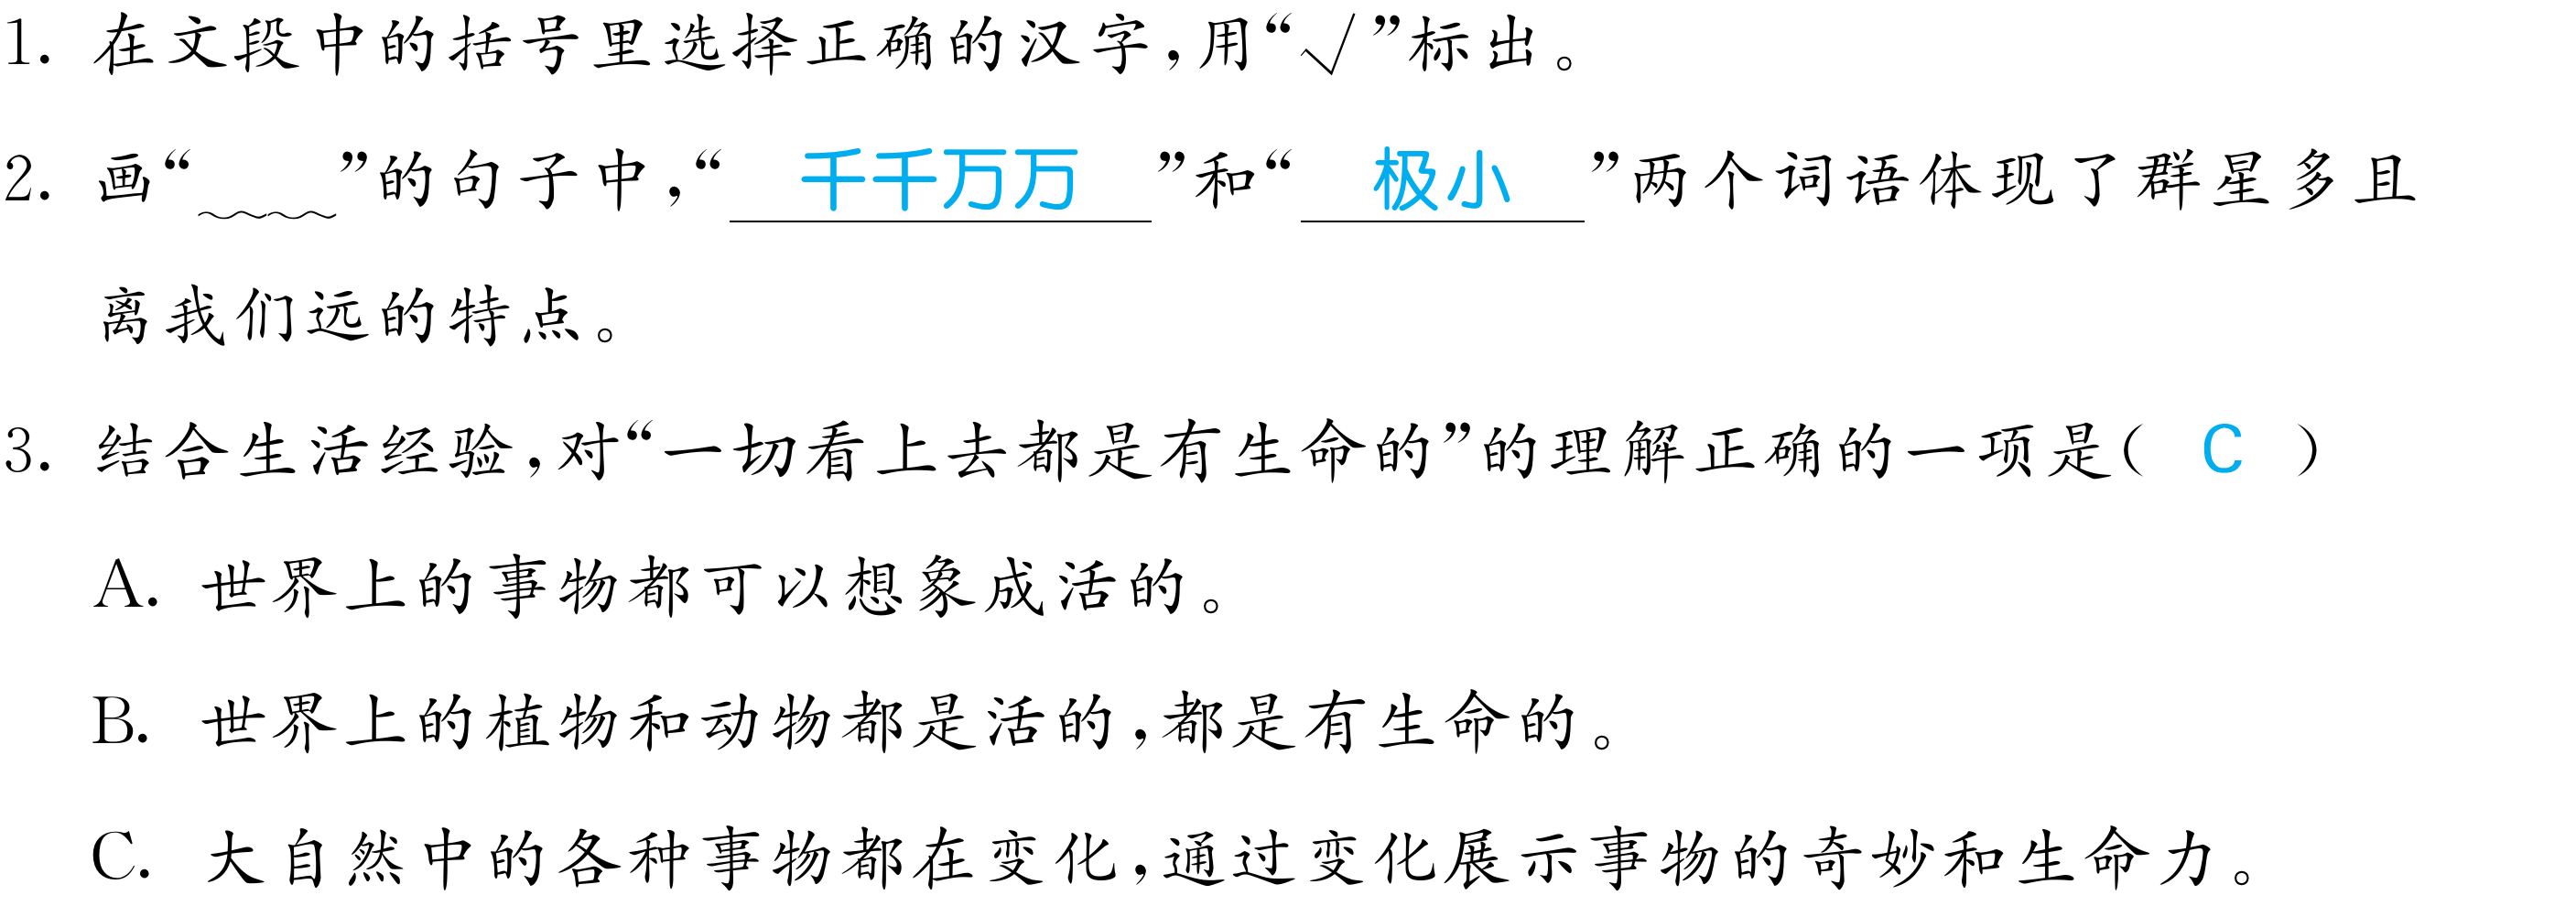 1. 在文段中的括号里选择正确的汉字,用“√”标出。
2. 画“﹏﹏”的句子中,“千千万万”和“极小”两个词语体现了群星多且
离我们远的特点。
3. 结合生活经验,对“一切看上去都是有生命的”的理解正确的一项是( C )
A. 世界上的事物都可以想象成活的。
B. 世界上的植物和动物都是活的,都是有生命的。
C. 大自然中的各种事物都在变化,通过变化展示事物的奇妙和生命力。